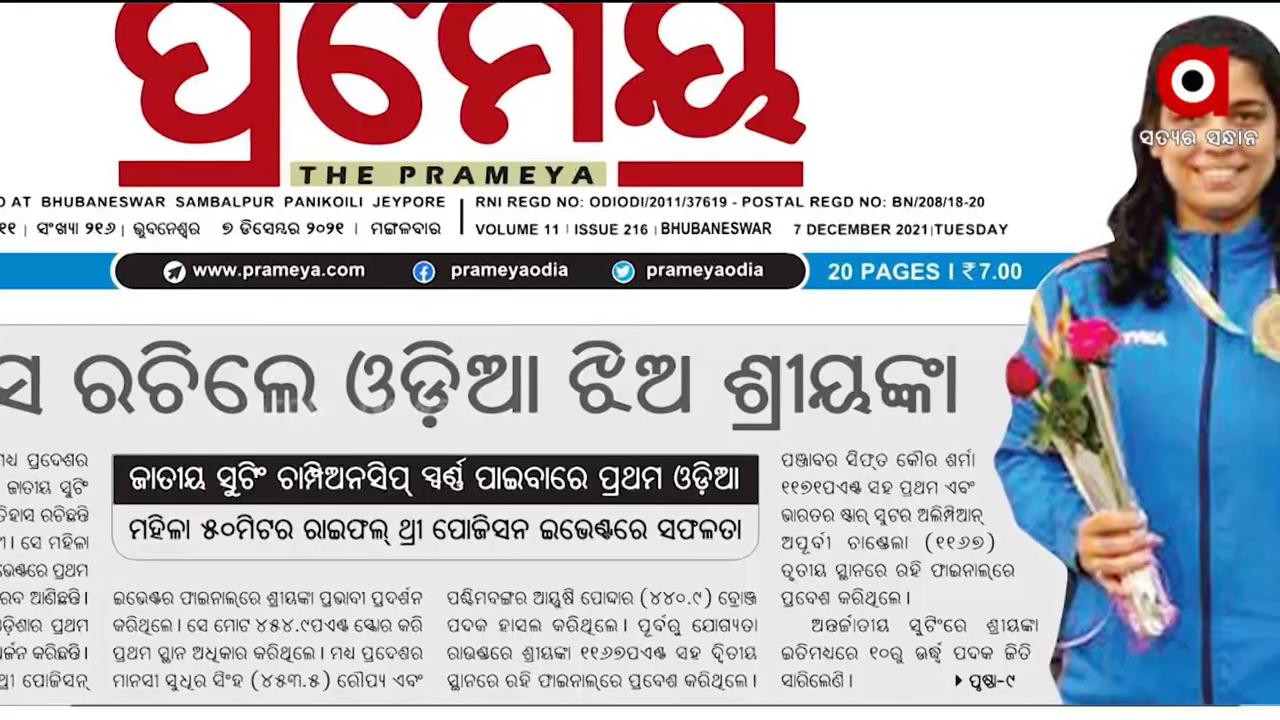 ପ୍ରମେୟ
ସତ୍ୟର ସନ୍ଧାନ
THE PRAMEYA
AT BHUBANESWAR SAMBALPUR PANIKOILI JEYPORE
RNI REGD NO: ODIODI/2011/37619 - POSTAL REGD NO: BN/208/18-20
୧୧ | ସଂଖ୍ୟା ୨୧୬ | ଭୁବନେଶ୍ୱର ୭ ଡିସେମ୍ବର ୨୦୨୧ | ମଙ୍ଗଳବାର
VOLUME 11 | ISSUE 216 | BHUBANESWAR 7 DECEMBER 2021|TUESDAY
www.prameya.com prameyaodia prameyaodia
20 PAGES I ₹7.00
ସ ରଚିଲେ ଓଡ଼ିଆ ଝିଅ ଶ୍ରୀୟଙ୍କା
ମଧ୍ୟ ପ୍ରଦେଶର
ଜାତୀୟ ସୁଟିଂ
ତିହାସ ରଚିଛନ୍ତି
। ସେ ମହିଳା
ଭେଣ୍ଟରେ ପ୍ରଥମ
ରବ ଆଣିଛନ୍ତି।
ଓଡ଼ିଶାର ପ୍ରଥମ
ର୍ଜନ କରିଛନ୍ତି।
ଥ୍ରୀ ପୋଜିସନ୍
ଜାତୀୟ ସୁଟିଂ ଚାମ୍ପିଅନସିପ୍ ସ୍ୱର୍ଣ୍ଣ ପାଇବାରେ ପ୍ରଥମ ଓଡ଼ିଆ
ମହିଳା ୫୦ମିଟର ରାଇଫଲ୍ ଥ୍ରୀ ପୋଜିସନ ଇଭେଣ୍ଟରେ ସଫଳତା
ଇଭେଣ୍ଟର ଫାଇନାଲ୍‌ରେ ଶ୍ରୀୟଙ୍କା ପ୍ରଭାବୀ ପ୍ରଦର୍ଶନ
କରିଥିଲେ। ସେ ମୋଟ ୪୫୪.୯ପଏଣ୍ଟ ସ୍କୋର କରି
ପ୍ରଥମ ସ୍ଥାନ ଅଧିକାର କରିଥିଲେ। ମଧ୍ୟ ପ୍ରଦେଶର
ମାନସୀ ସୁଧିର ସିଂହ (୪୫୩.୫) ରୌପ୍ୟ ଏବଂ
ପଶ୍ଚିମବଙ୍ଗର ଆୟୁଷି ପୋଦ୍ଦାର (୪୪୦.୯) ବ୍ରୋଞ୍ଜ
ପଦକ ହାସଲ କରିଥିଲେ। ପୂର୍ବରୁ ଯୋଗ୍ୟତା
ରାଉଣ୍ଡରେ ଶ୍ରୀୟଙ୍କା ୧୧୬୭ପଏଣ୍ଟ ସହ ଦ୍ୱିତୀୟ
ସ୍ଥାନରେ ରହି ଫାଇନାଲ୍‌ରେ ପ୍ରବେଶ କରିଥିଲେ।
ପଞ୍ଜାବର ସିଫ୍‌ତ କୌର ଶର୍ମା
୧୧୭୧ପଏଣ୍ଟ ସହ ପ୍ରଥମ ଏବଂ
ଭାରତର ଷ୍ଟାର୍ ସୁଟର ଅଲିମ୍ପିଆନ୍
ଅପୂର୍ବୀ ଚାଣ୍ଡେଲା (୧୧୬୭)
ତୃତୀୟ ସ୍ଥାନରେ ରହି ଫାଇନାଲ୍‌ରେ
ପ୍ରବେଶ କରିଥିଲେ।
ଅନ୍ତର୍ଜାତୀୟ ସୁଟିଂରେ ଶ୍ରୀୟଙ୍କା
ଇତିମଧ୍ୟରେ ୧୦ରୁ ଊର୍ଦ୍ଧ୍ୱ ପଦକ ଜିତି
ସାରିଲେଣି। ପୃଷ୍ଠା-୯